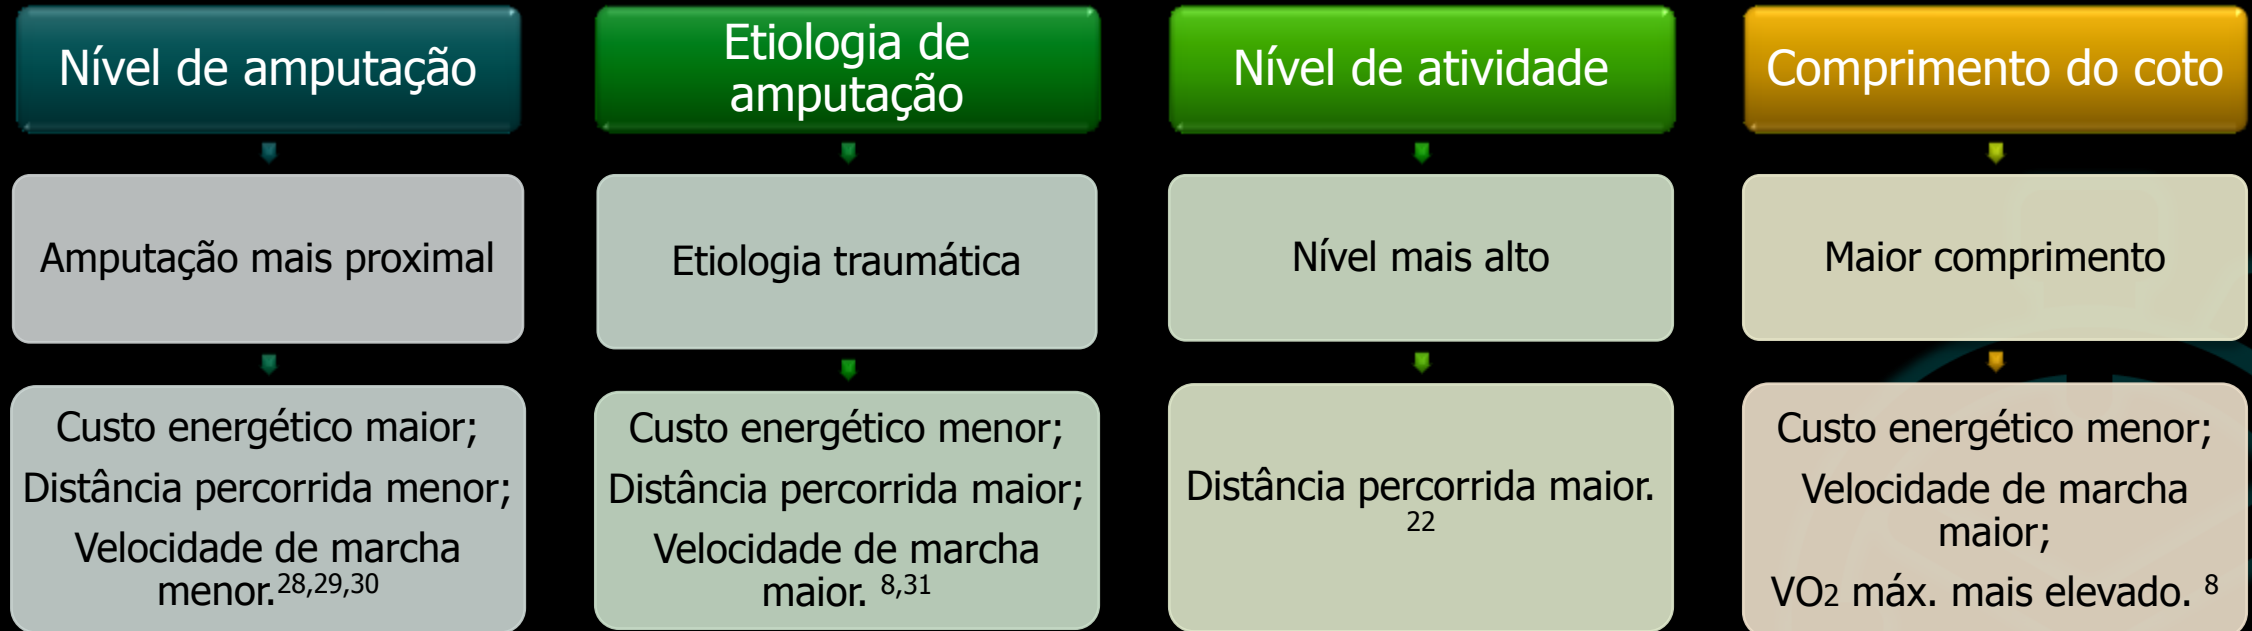 Nível de amputação
Amputação mais proximal
Custo energético maior;
Distância percorrida menor;
Velocidade de marcha
menor.28,29,30
Etiologia de
amputação
Etiologia traumática
Custo energético menor;
Distância percorrida maior;
Velocidade de marcha
maior. 8,31
Nível de atividade
Nível mais alto
Distância percorrida maior.
22
Comprimento do coto
Maior comprimento
Custo energético menor;
Velocidade de marcha
maior;
VO2 máx. mais elevado. 8